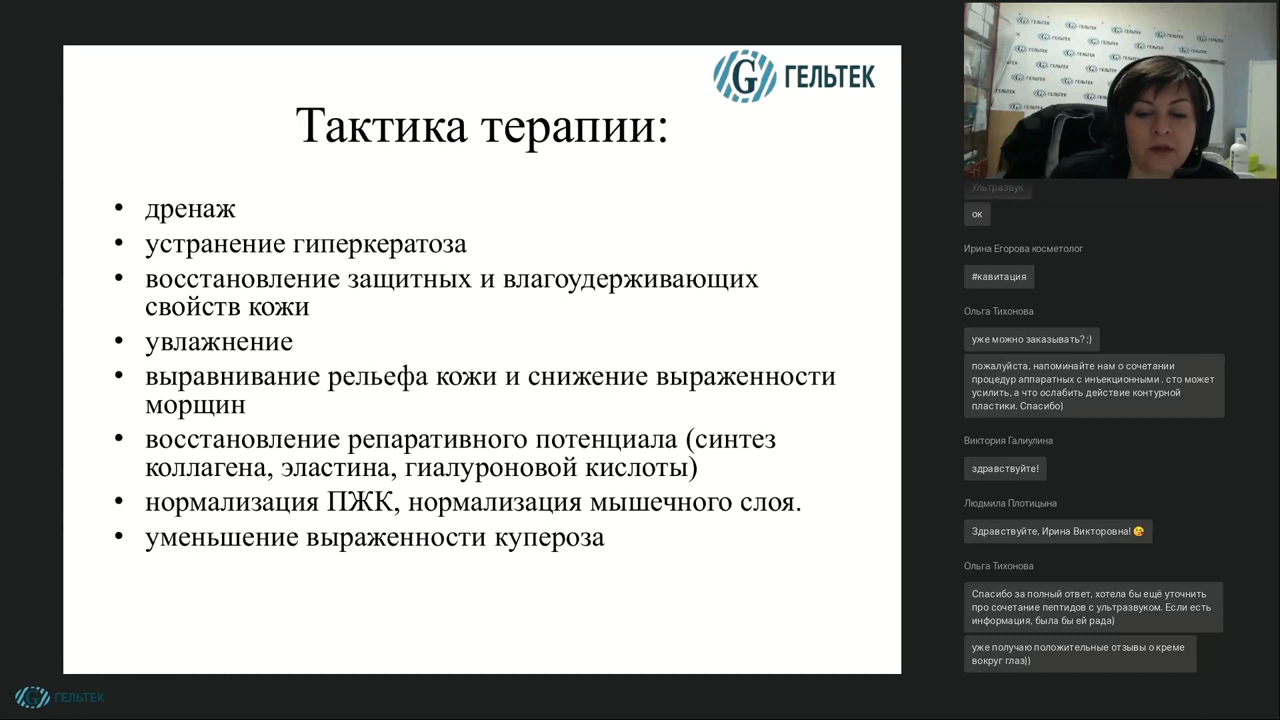 ГЕЛЬТЕК
Тактика терапии:
• дренаж
• устранение гиперкератоза
• восстановление защитных и влагоудерживающих
свойств кожи
• увлажнение
• выравнивание рельефа кожи и снижение выраженности
морщин
• восстановление репаративного потенциала (синтез
коллагена, эластина, гиалуроновой кислоты)
• нормализация ПЖК, нормализация мышечного слоя.
• уменьшение выраженности купероза
ГЕЛЬТЕК
Ультразвук
ок
Ирина Егорова косметолог
#кавитация
Ольга Тихонова
уже можно заказывать? ;)
пожалуйста, напоминайте нам о сочетании
процедур аппаратных с инъекционными . сто может
усилить, а что ослабить действие контурной
пластики. Спасибо)
Виктория Галиулина
здравствуйте!
Людмила Плотицына
Здравствуйте, Ирина Викторовна! 😘
Ольга Тихонова
Спасибо за полный ответ, хотела бы ещё уточнить
про сочетание пептидов с ультразвуком. Если есть
информация, была бы ей рада)
уже получаю положительные отзывы о креме
вокруг глаз))